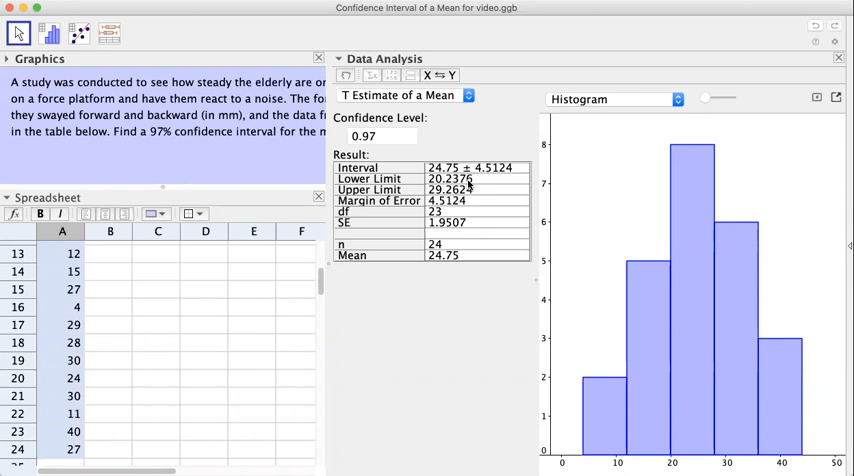 Confidence Interval of a Mean for video.ggb
Graphics
A study was conducted to see how steady the elderly are on
on a force platform and have them react to a noise. The for
they swayed forward and backward (in mm), and the data fr
in the table below. Find a 97% confidence interval for the m
Spreadsheet
fx B I
A B C D E F
13 12
14 15
15 27
16 4
17 29
18 28
19 30
20 24
21 30
22 11
23 40
24 27
Data Analysis
Σx X ⇆ Y
T Estimate of a Mean
Confidence Level:
0.97
Result:
Interval 24.75 ± 4.5124
Lower Limit 20.2376
Upper Limit 29.2624
Margin of Error 4.5124
df 23
SE 1.9507
n 24
Mean 24.75
Histogram
8
7
6
5
4
3
2
1
0
0 10 20 30 40 50